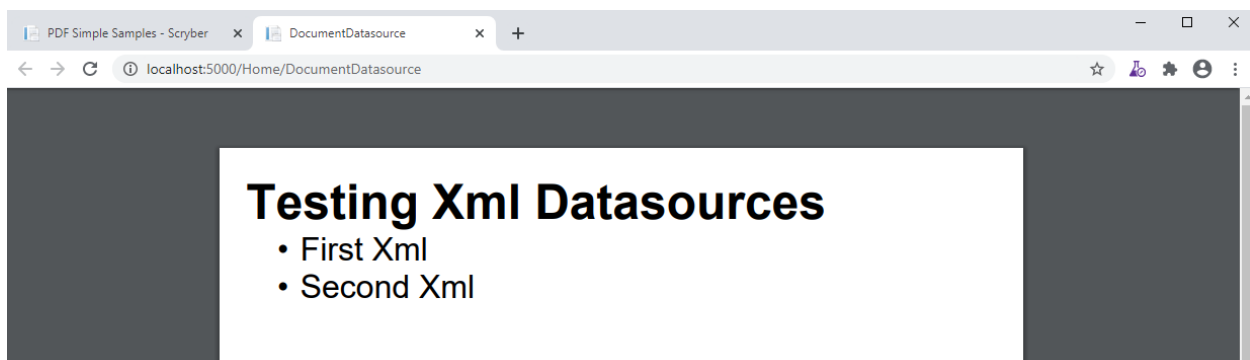 PDF Simple Samples - Scryber
DocumentDatasource
localhost:5000/Home/DocumentDatasource
Testing Xml Datasources
• First Xml
• Second Xml